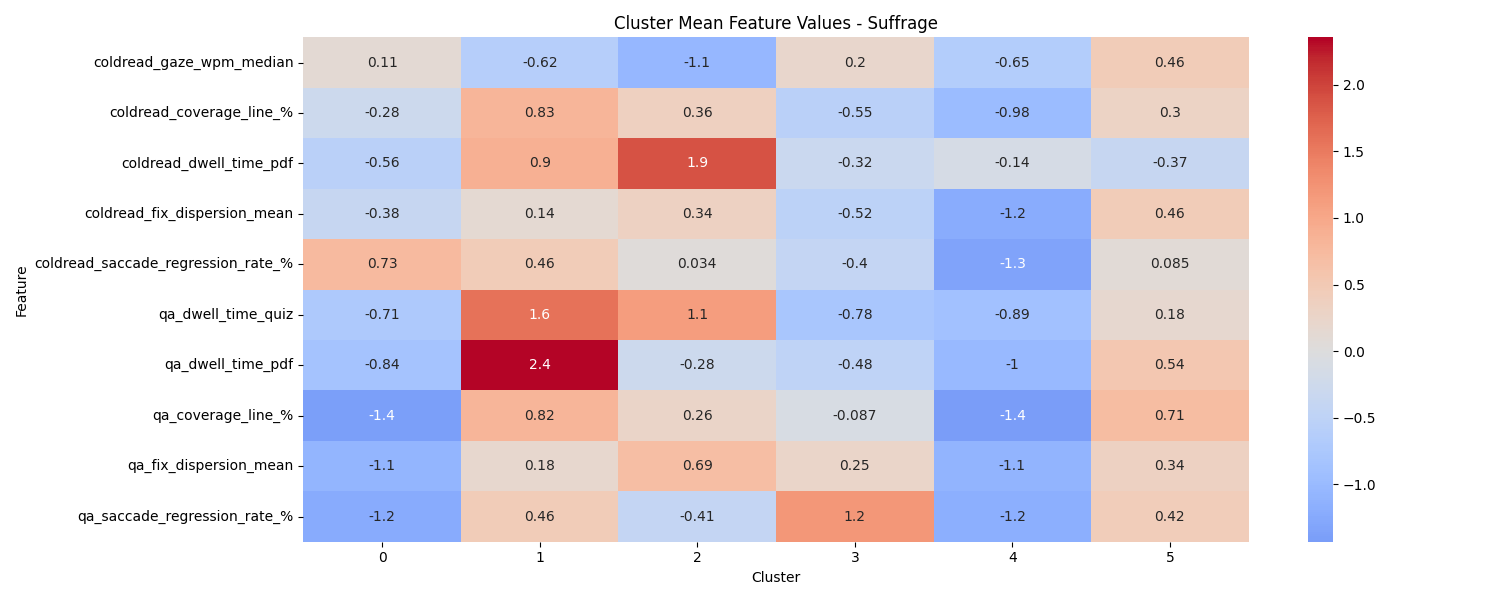 Cluster Mean Feature Values - Suffrage
coldread_gaze_wpm_median 0.11 -0.62 -1.1 0.2 -0.65 0.46
coldread_coverage_line_% -0.28 0.83 0.36 -0.55 -0.98 0.3
coldread_dwell_time_pdf -0.56 0.9 1.9 -0.32 -0.14 -0.37
coldread_fix_dispersion_mean -0.38 0.14 0.34 -0.52 -1.2 0.46
coldread_saccade_regression_rate_% 0.73 0.46 0.034 -0.4 -1.3 0.085
qa_dwell_time_quiz -0.71 1.6 1.1 -0.78 -0.89 0.18
qa_dwell_time_pdf -0.84 2.4 -0.28 -0.48 -1 0.54
qa_coverage_line_% -1.4 0.82 0.26 -0.087 -1.4 0.71
qa_fix_dispersion_mean -1.1 0.18 0.69 0.25 -1.1 0.34
qa_saccade_regression_rate_% -1.2 0.46 -0.41 1.2 -1.2 0.42
0 1 2 3 4 5
Cluster
Feature
2.0
1.5
1.0
0.5
0.0
−0.5
−1.0